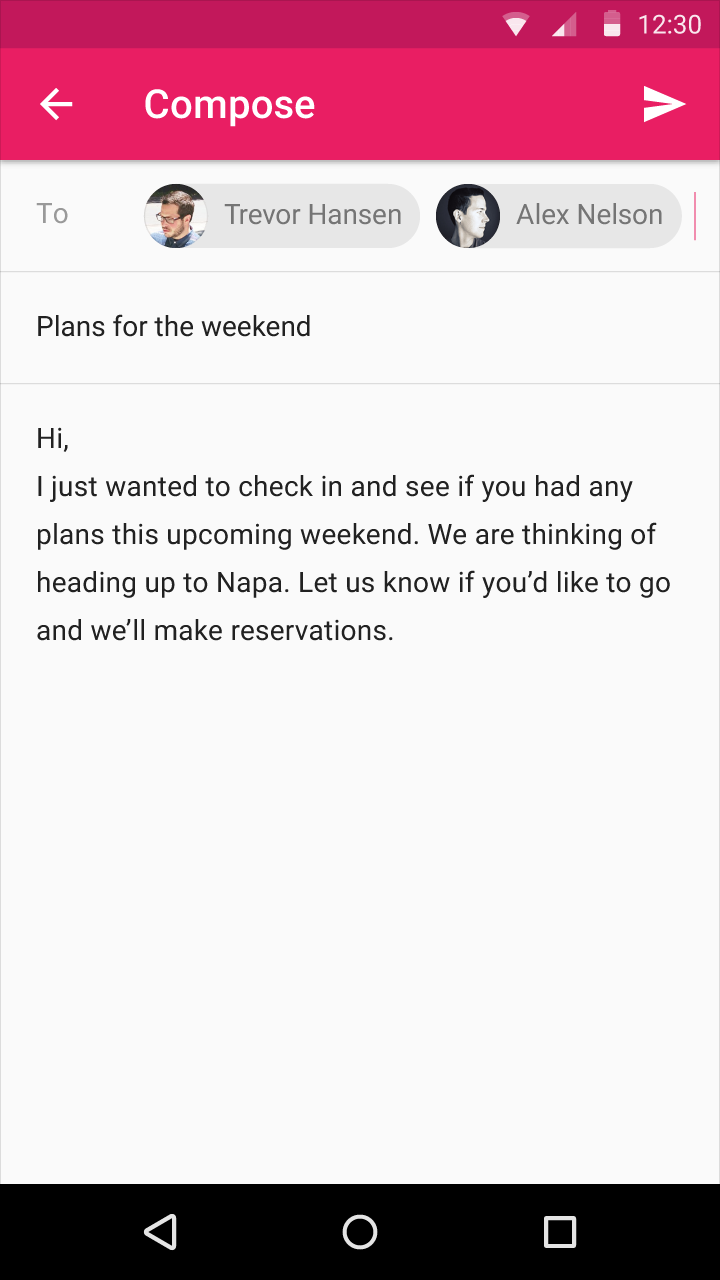 12:30
Compose
To Trevor Hansen Alex Nelson
Plans for the weekend
Hi,
I just wanted to check in and see if you had any
plans this upcoming weekend. We are thinking of
heading up to Napa. Let us know if you’d like to go
and we’ll make reservations.